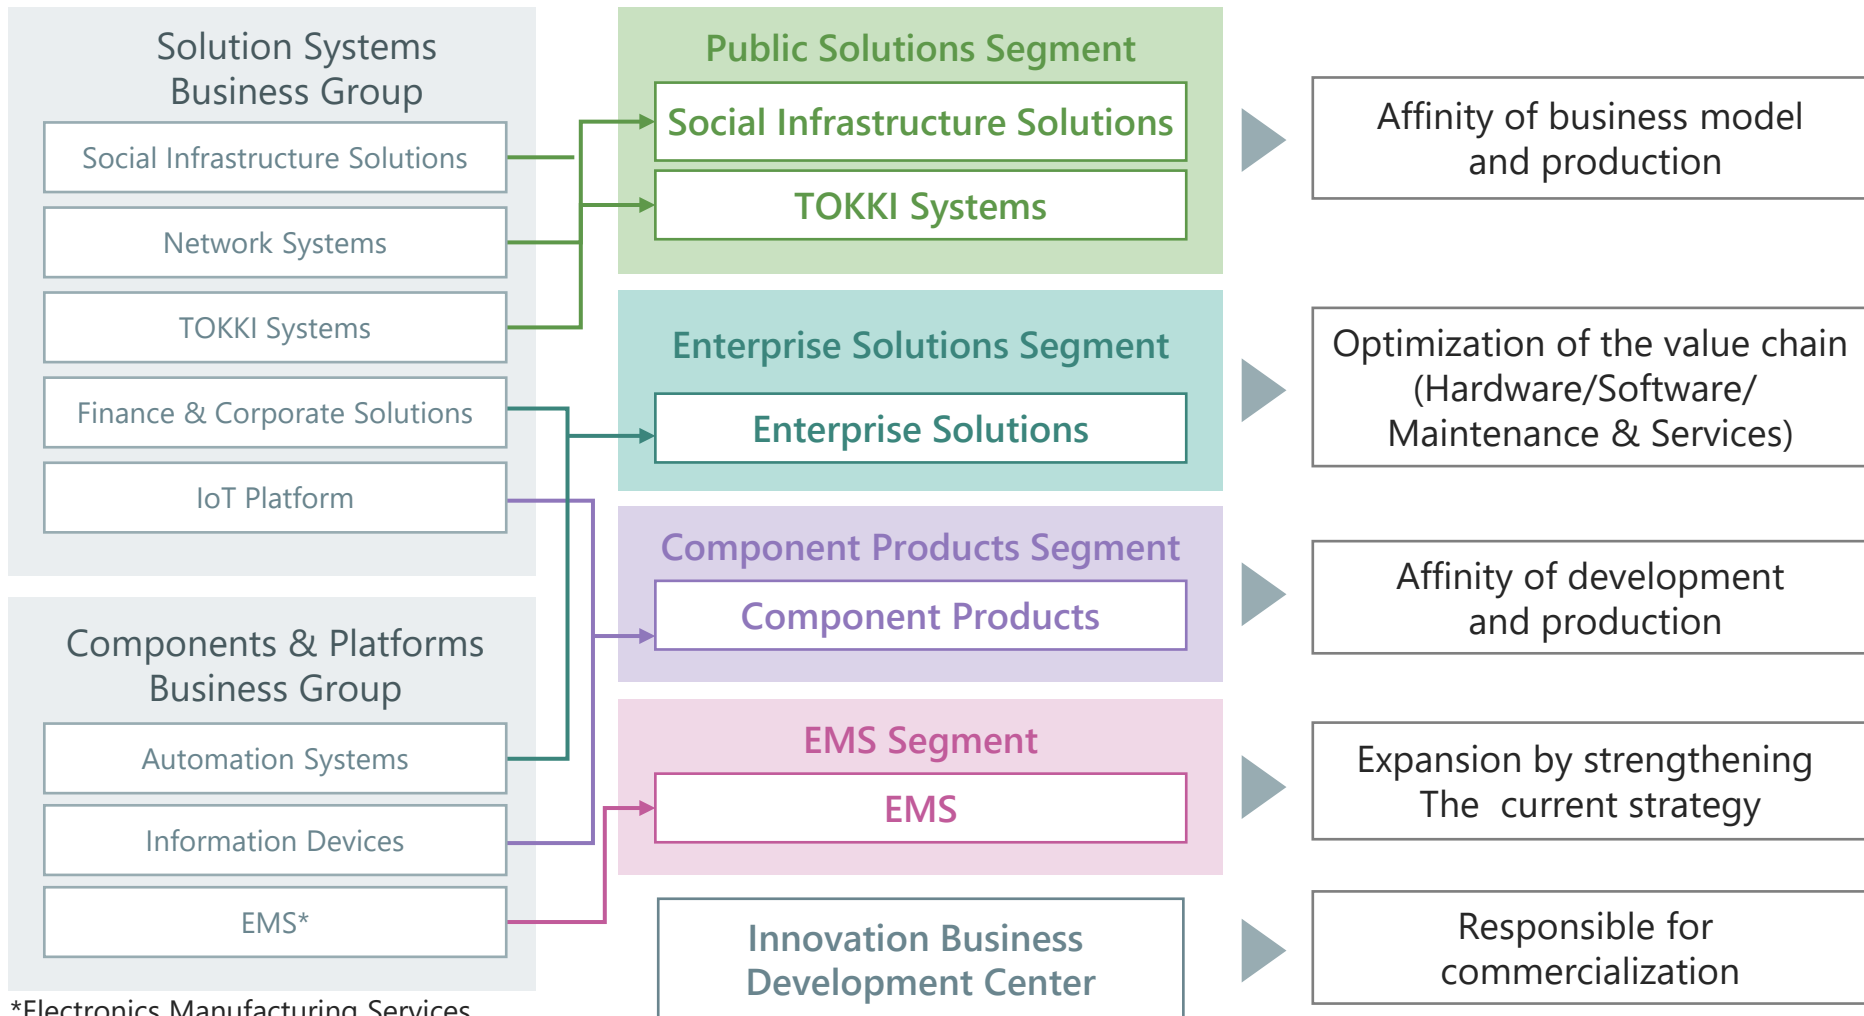 Solution Systems
Business Group
Social Infrastructure Solutions
Network Systems
TOKKI Systems
Finance & Corporate Solutions
IoT Platform
Components & Platforms
Business Group
Automation Systems
Information Devices
EMS*
*Electronics Manufacturing Services
Public Solutions Segment
Social Infrastructure Solutions
TOKKI Systems
Enterprise Solutions Segment
Enterprise Solutions
Component Products Segment
Component Products
EMS Segment
EMS
Innovation Business
Development Center
Affinity of business model
and production
Optimization of the value chain
(Hardware/Software/
Maintenance & Services)
Affinity of development
and production
Expansion by strengthening
The current strategy
Responsible for
commercialization